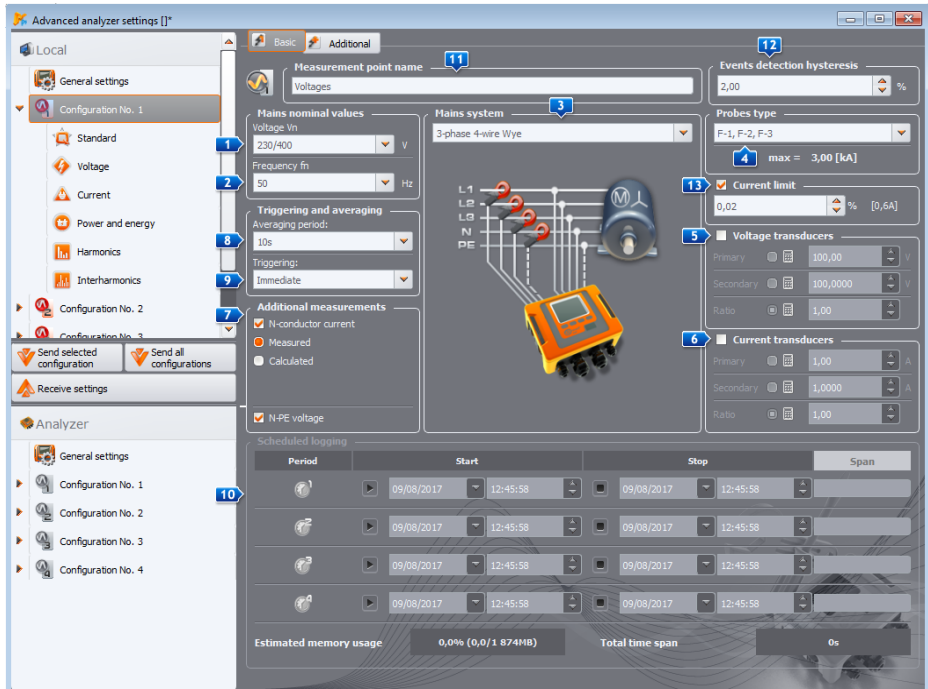 Advanced analyzer settings []*
Local
General settings
Configuration No. 1
Standard
Voltage
Current
Power and energy
Harmonics
Interharmonics
Configuration No. 2
Configuration No. 3
Send selected configuration
Send all configurations
Receive settings
Analyzer
General settings
Configuration No. 1
Configuration No. 2
Configuration No. 3
Configuration No. 4
Basic
Additional
11
Measurement point name
Voltages
12
Events detection hysteresis
2,00 %
Mains nominal values
Voltage Vn
1 230/400 V
Frequency fn
2 50 Hz
Triggering and averaging
Averaging period:
8 10s
Triggering:
9 Immediate
7 Additional measurements
N-conductor current
Measured
Calculated
N-PE voltage
Mains system
3
3-phase 4-wire Wye
L1
L2
L3
N
PE
M
Probes type
F-1, F-2, F-3
4 max = 3,00 [kA]
13 Current limit
0,02 % [0,6A]
5 Voltage transducers
Primary 100,00 V
Secondary 100,0000 V
Ratio 1,00
6 Current transducers
Primary 1,00 A
Secondary 1,0000 A
Ratio 1,00
Scheduled logging
Period Start Stop Span
10
1 09/08/2017 12:45:58 09/08/2017 12:45:58
2 09/08/2017 12:45:58 09/08/2017 12:45:58
3 09/08/2017 12:45:58 09/08/2017 12:45:58
4 09/08/2017 12:45:58 09/08/2017 12:45:58
Estimated memory usage 0,0% (0,0/1 874MB) Total time span 0s